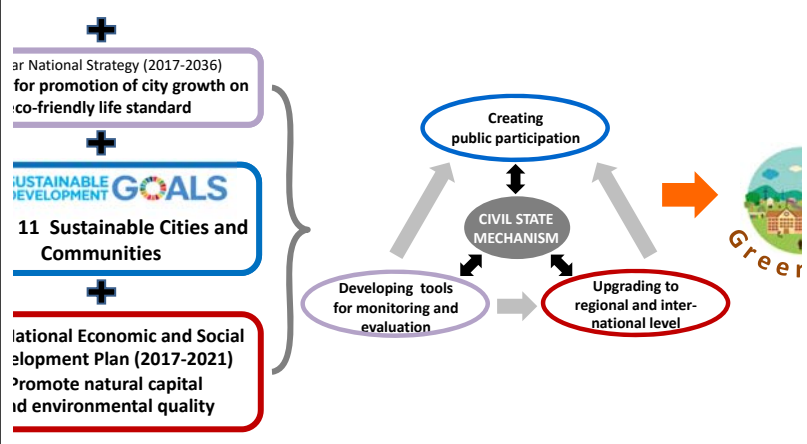 ar National Strategy (2017-2036)
for promotion of city growth on
eco-friendly life standard
SUSTAINABLE
DEVELOPMENT GOALS
11 Sustainable Cities and
Communities
National Economic and Social
elopment Plan (2017-2021)
Promote natural capital
nd environmental quality
Creating
public participation
CIVIL STATE
MECHANISM
Developing tools
for monitoring and
evaluation
Upgrading to
regional and inter-
national level
Green